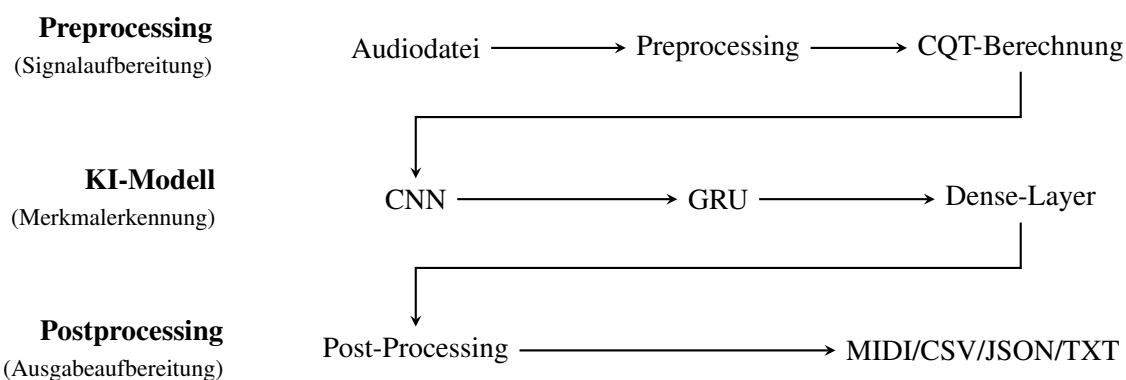 Preprocessing
(Signalaufbereitung)
Audiodatei Preprocessing CQT-Berechnung
KI-Modell
(Merkmalerkennung)
CNN GRU Dense-Layer
Postprocessing
(Ausgabeaufbereitung)
Post-Processing MIDI/CSV/JSON/TXT